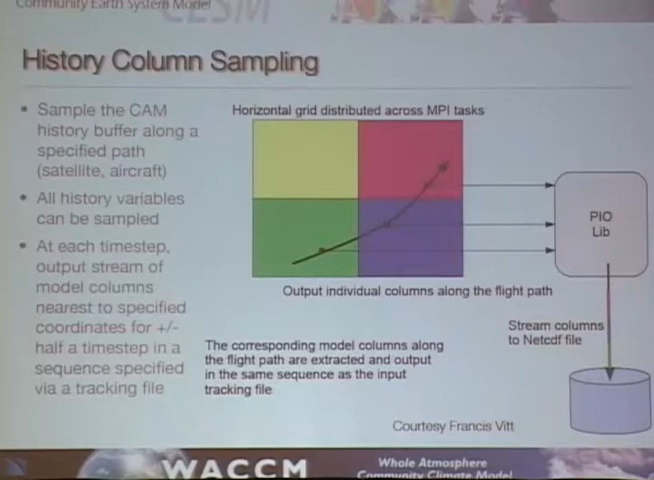 Community Earth System Model
CESM
History Column Sampling
• Sample the CAM
history buffer along a
specified path
(satellite, aircraft)
• All history variables
can be sampled
• At each timestep,
output stream of
model columns
nearest to specified
coordinates for +/-
half a timestep in a
sequence specified
via a tracking file
Horizontal grid distributed across MPI tasks
PIO
Lib
Output individual columns along the flight path
Stream columns
to Netcdf file
The corresponding model columns along
the flight path are extracted and output
in the same sequence as the input
tracking file
Courtesy Francis Vitt
WACCM
Whole Atmosphere
Community Climate Model